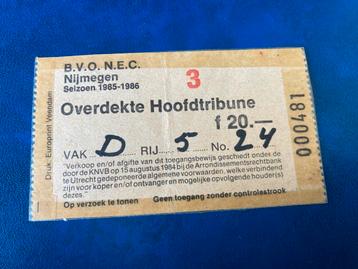 B.V.O. N.E.C.
Nijmegen
Seizoen 1985-1986
3
Overdekte Hoofdtribune
f 20.—
VAK D RIJ 5 No. 24
"Verkoop en/of afgifte van dit toegangsbewijs geschiedt onder de
door de KNVB op 15 augustus 1984 bij de Arrondissementsrechtbank
te Utrecht gedeponeerde algemene voorwaarden, welke verbindend
zijn voor koper en/of ontvanger en mogelijke opvolgende houder(s)
dezes."
Op verzoek te tonen Geen toegang zonder controlestrook
Druk: Europrint Veendam
000481